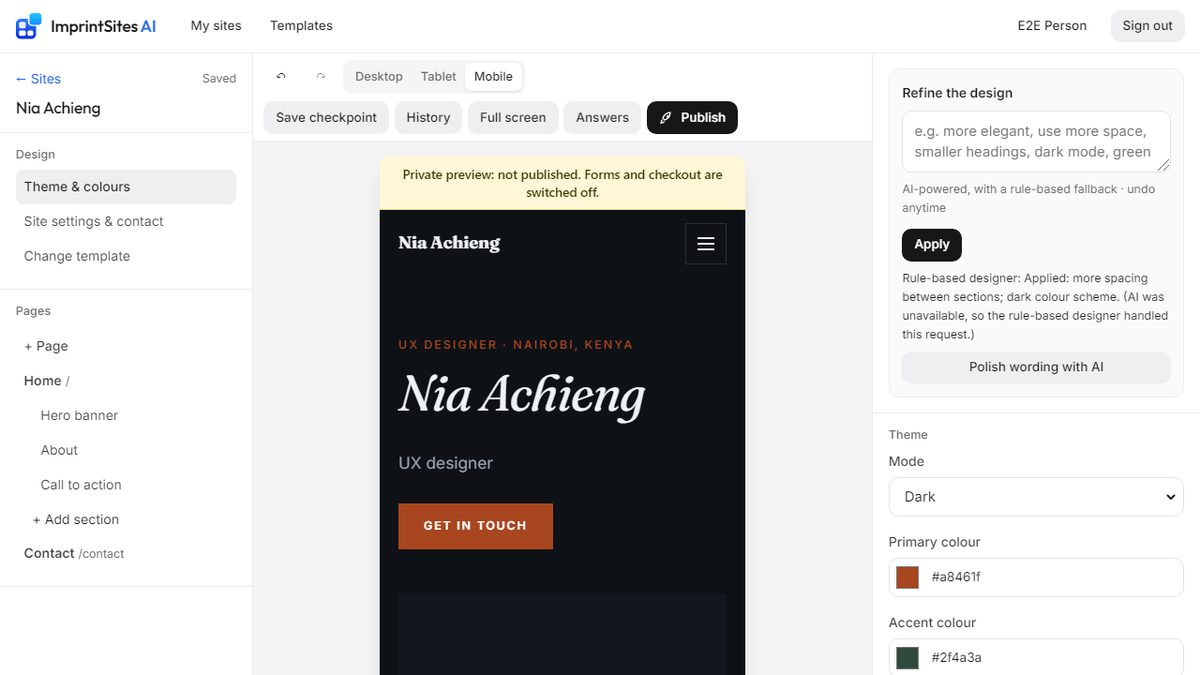 ImprintSites AI
My sites
Templates
E2E Person
Sign out
← Sites
Saved
Nia Achieng
Design
Theme & colours
Site settings & contact
Change template
Pages
+ Page
Home /
Hero banner
About
Call to action
+ Add section
Contact /contact
Desktop
Tablet
Mobile
Save checkpoint
History
Full screen
Answers
Publish
Private preview: not published. Forms and checkout are
switched off.
Nia Achieng
UX DESIGNER · NAIROBI, KENYA
Nia Achieng
UX designer
GET IN TOUCH
Refine the design
e.g. more elegant, use more space,
smaller headings, dark mode, green
AI-powered, with a rule-based fallback · undo
anytime
Apply
Rule-based designer: Applied: more spacing
between sections; dark colour scheme. (AI was
unavailable, so the rule-based designer handled
this request.)
Polish wording with AI
Theme
Mode
Dark
Primary colour
#a8461f
Accent colour
#2f4a3a